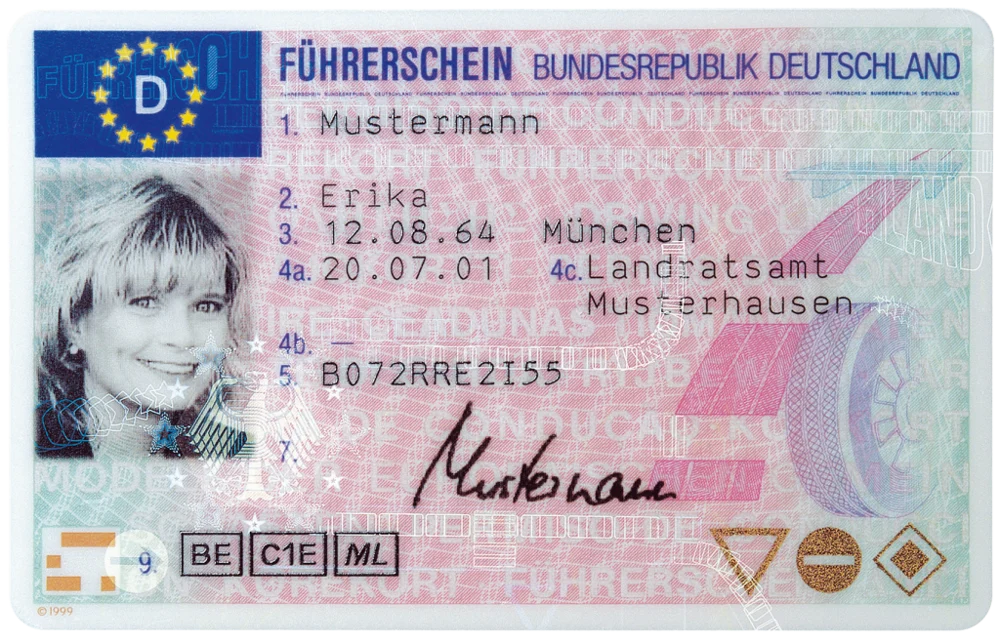 FÜHRERSCHEIN BUNDESREPUBLIK DEUTSCHLAND
D
1. Mustermann
2. Erika
3. 12.08.64 München
4a. 20.07.01 4c. Landratsamt
Musterhausen
4b. —
5. B072RRE2I55
7. Mustermann
9. BE C1E ML
©1999